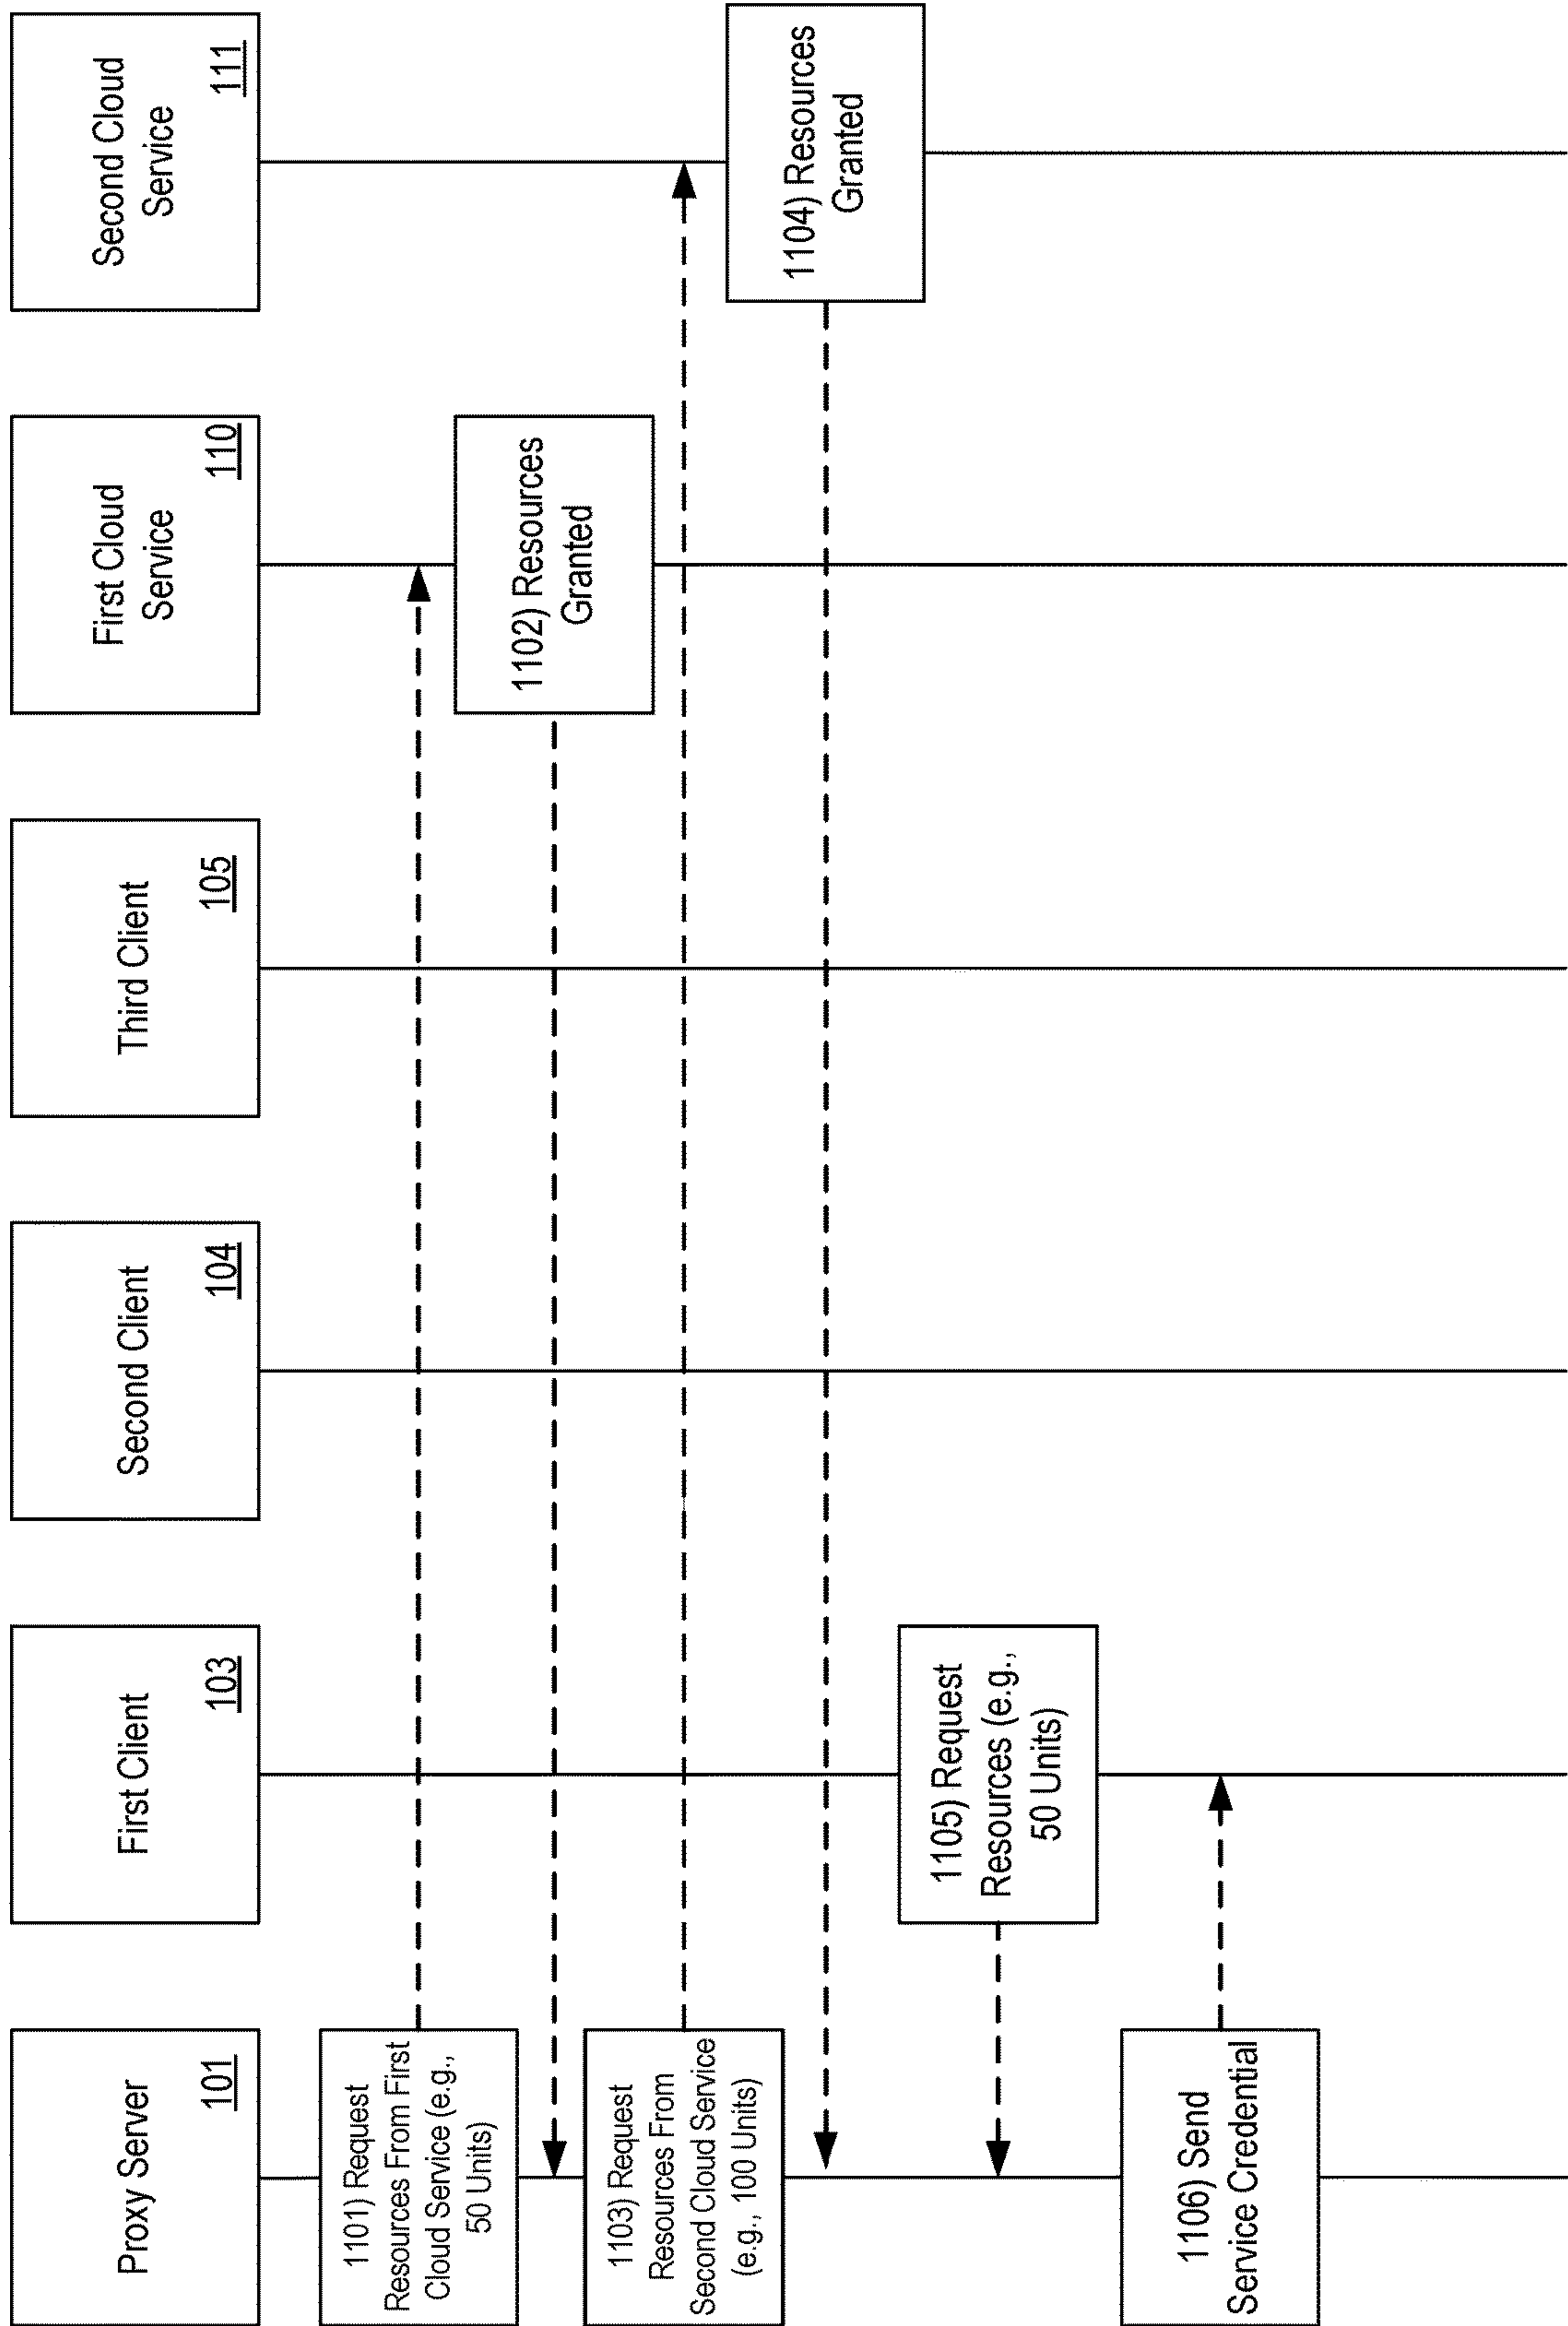 Proxy Server
101
First Client
103
Second Client
104
Third Client
105
First Cloud
Service
110
Second Cloud
Service
111
1101) Request
Resources From First
Cloud Service (e.g.,
50 Units)
1102) Resources
Granted
1103) Request
Resources From
Second Cloud Service
(e.g., 100 Units)
1104) Resources
Granted
1105) Request
Resources (e.g.,
50 Units)
1106) Send
Service Credential